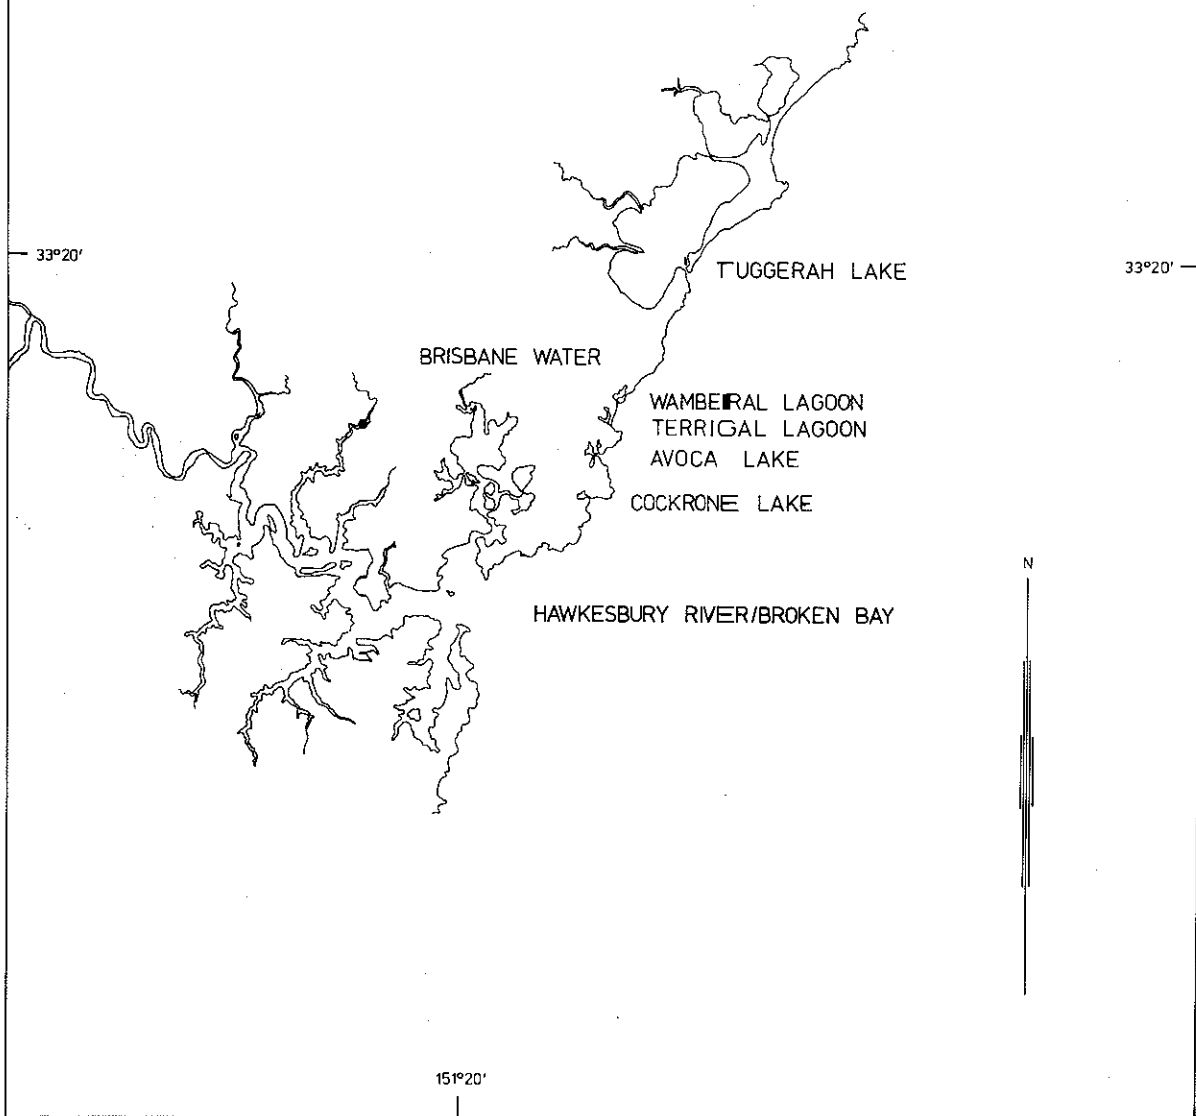 33°20'
TUGGERAH LAKE
33°20'
BRISBANE WATER
WAMBERAL LAGOON
TERRIGAL LAGOON
AVOCA LAKE
COCKRONE LAKE
N
HAWKESBURY RIVER/BROKEN BAY
151°20'